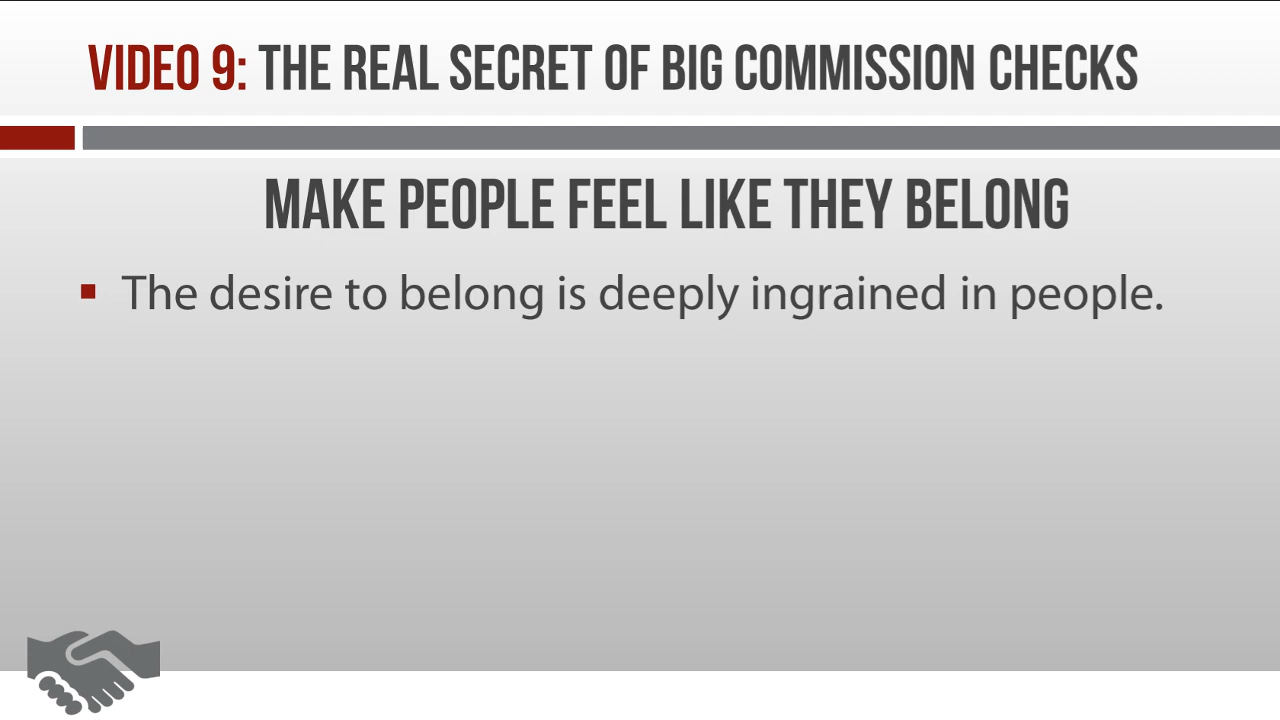 VIDEO 9: THE REAL SECRET OF BIG COMMISSION CHECKS
MAKE PEOPLE FEEL LIKE THEY BELONG
The desire to belong is deeply ingrained in people.